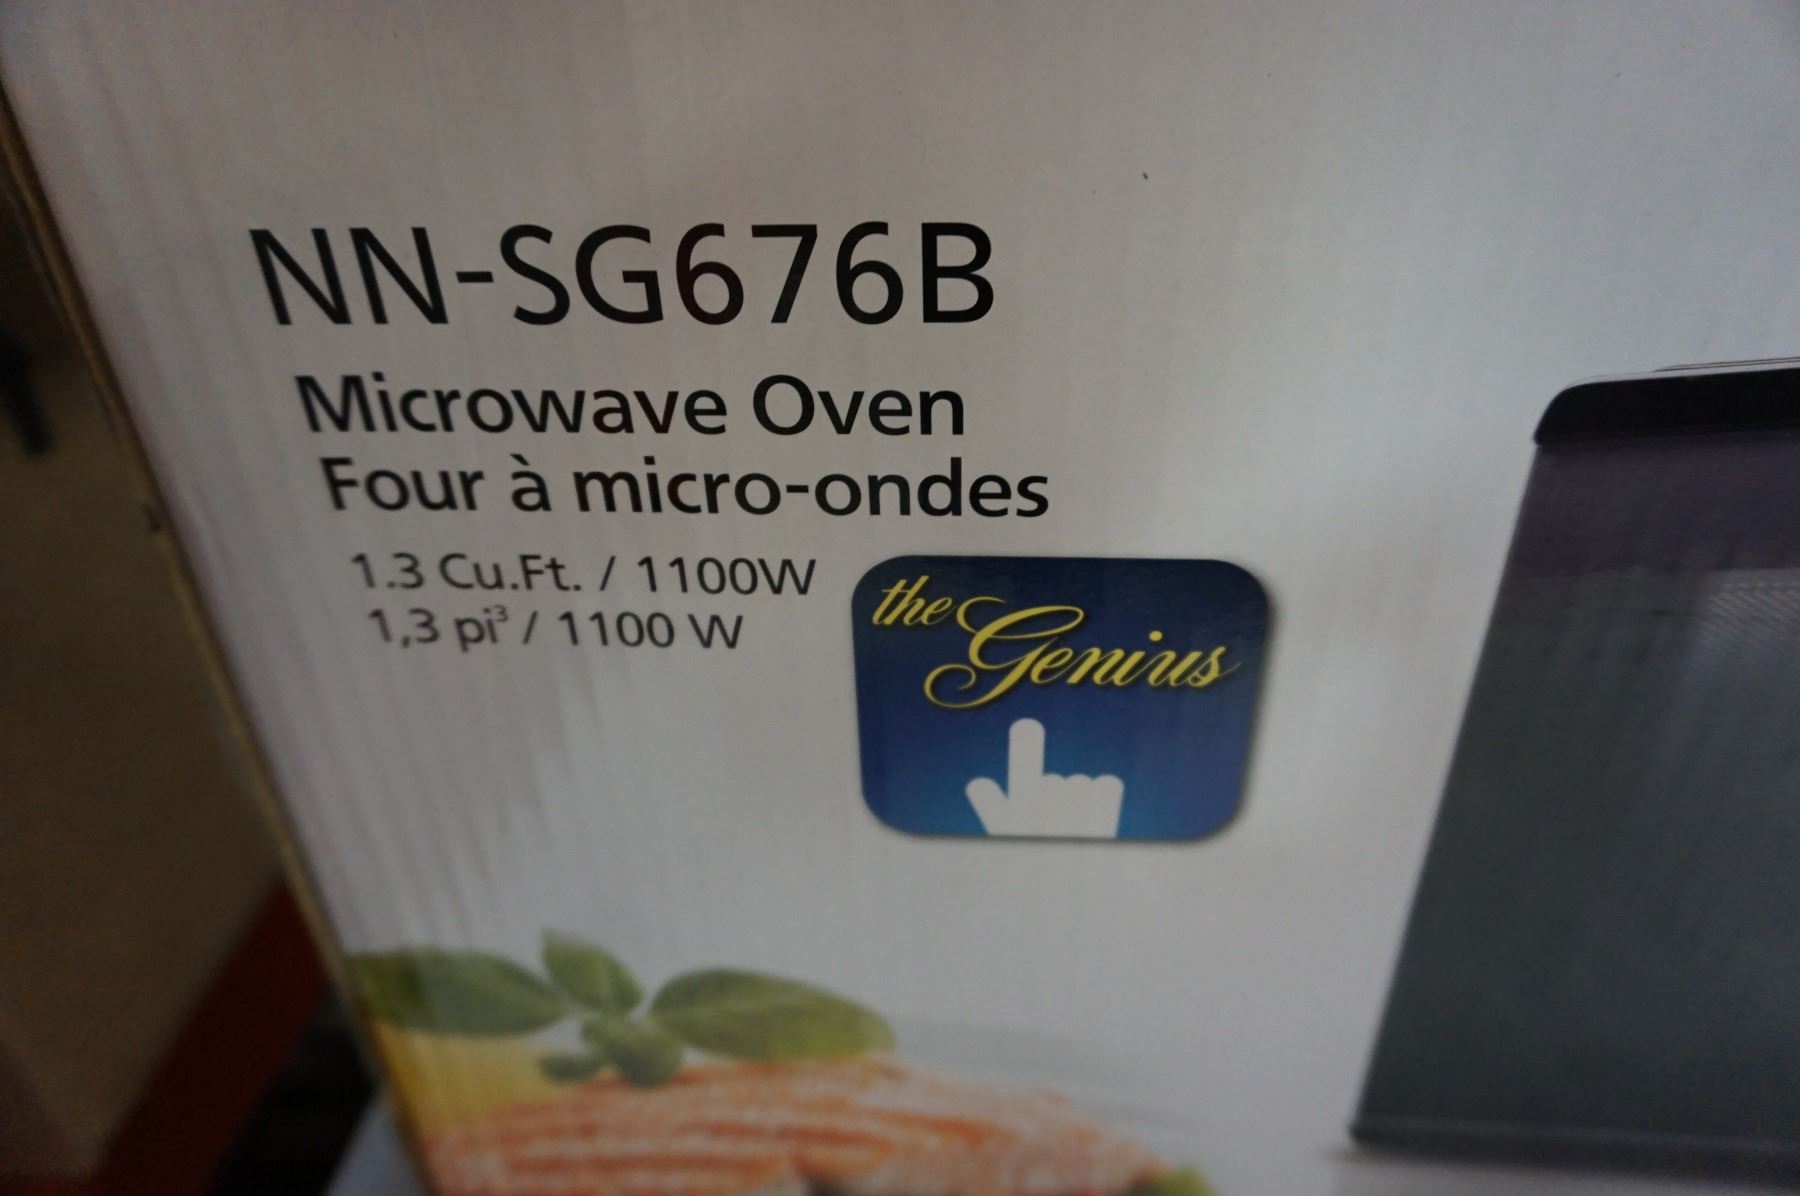 NN-SG676B
Microwave Oven
Four à micro-ondes
1.3 Cu.Ft. / 1100W
1,3 pi³ / 1100 W
the
Genius